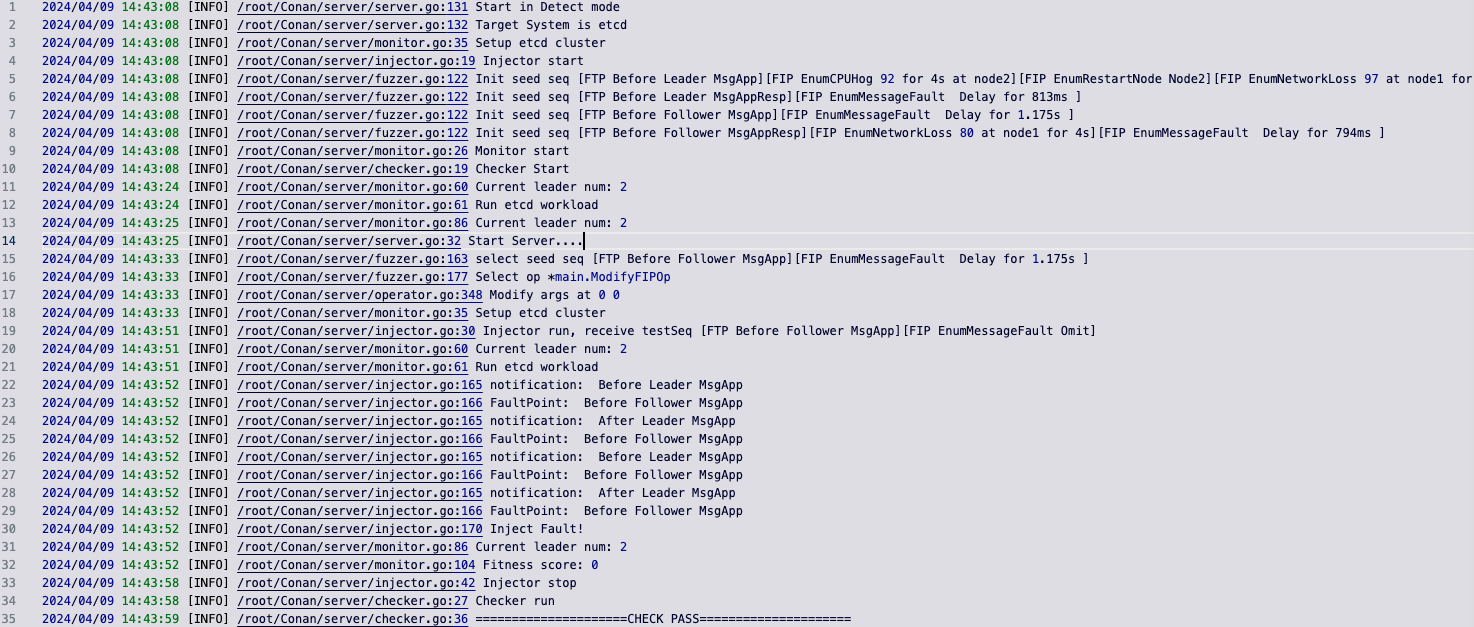 1 2024/04/09 14:43:08 [INFO] /root/Conan/server/server.go:131 Start in Detect mode
2 2024/04/09 14:43:08 [INFO] /root/Conan/server/server.go:132 Target System is etcd
3 2024/04/09 14:43:08 [INFO] /root/Conan/server/monitor.go:35 Setup etcd cluster
4 2024/04/09 14:43:08 [INFO] /root/Conan/server/injector.go:19 Injector start
5 2024/04/09 14:43:08 [INFO] /root/Conan/server/fuzzer.go:122 Init seed seq [FTP Before Leader MsgApp][FIP EnumCPUHog 92 for 4s at node2][FIP EnumRestartNode Node2][FIP EnumNetworkLoss 97 at node1 for
6 2024/04/09 14:43:08 [INFO] /root/Conan/server/fuzzer.go:122 Init seed seq [FTP Before Leader MsgAppResp][FIP EnumMessageFault  Delay for 813ms ]
7 2024/04/09 14:43:08 [INFO] /root/Conan/server/fuzzer.go:122 Init seed seq [FTP Before Follower MsgApp][FIP EnumMessageFault  Delay for 1.175s ]
8 2024/04/09 14:43:08 [INFO] /root/Conan/server/fuzzer.go:122 Init seed seq [FTP Before Follower MsgAppResp][FIP EnumNetworkLoss 80 at node1 for 4s][FIP EnumMessageFault  Delay for 794ms ]
9 2024/04/09 14:43:08 [INFO] /root/Conan/server/monitor.go:26 Monitor start
10 2024/04/09 14:43:08 [INFO] /root/Conan/server/checker.go:19 Checker Start
11 2024/04/09 14:43:24 [INFO] /root/Conan/server/monitor.go:60 Current leader num: 2
12 2024/04/09 14:43:24 [INFO] /root/Conan/server/monitor.go:61 Run etcd workload
13 2024/04/09 14:43:25 [INFO] /root/Conan/server/monitor.go:86 Current leader num: 2
14 2024/04/09 14:43:25 [INFO] /root/Conan/server/server.go:32 Start Server....
15 2024/04/09 14:43:33 [INFO] /root/Conan/server/fuzzer.go:163 select seed seq [FTP Before Follower MsgApp][FIP EnumMessageFault  Delay for 1.175s ]
16 2024/04/09 14:43:33 [INFO] /root/Conan/server/fuzzer.go:177 Select op *main.ModifyFIPOp
17 2024/04/09 14:43:33 [INFO] /root/Conan/server/operator.go:348 Modify args at 0 0
18 2024/04/09 14:43:33 [INFO] /root/Conan/server/monitor.go:35 Setup etcd cluster
19 2024/04/09 14:43:51 [INFO] /root/Conan/server/injector.go:30 Injector run, receive testSeq [FTP Before Follower MsgApp][FIP EnumMessageFault Omit]
20 2024/04/09 14:43:51 [INFO] /root/Conan/server/monitor.go:60 Current leader num: 2
21 2024/04/09 14:43:51 [INFO] /root/Conan/server/monitor.go:61 Run etcd workload
22 2024/04/09 14:43:52 [INFO] /root/Conan/server/injector.go:165 notification:  Before Leader MsgApp
23 2024/04/09 14:43:52 [INFO] /root/Conan/server/injector.go:166 FaultPoint:  Before Follower MsgApp
24 2024/04/09 14:43:52 [INFO] /root/Conan/server/injector.go:165 notification:  After Leader MsgApp
25 2024/04/09 14:43:52 [INFO] /root/Conan/server/injector.go:166 FaultPoint:  Before Follower MsgApp
26 2024/04/09 14:43:52 [INFO] /root/Conan/server/injector.go:165 notification:  Before Leader MsgApp
27 2024/04/09 14:43:52 [INFO] /root/Conan/server/injector.go:166 FaultPoint:  Before Follower MsgApp
28 2024/04/09 14:43:52 [INFO] /root/Conan/server/injector.go:165 notification:  After Leader MsgApp
29 2024/04/09 14:43:52 [INFO] /root/Conan/server/injector.go:166 FaultPoint:  Before Follower MsgApp
30 2024/04/09 14:43:52 [INFO] /root/Conan/server/injector.go:170 Inject Fault!
31 2024/04/09 14:43:52 [INFO] /root/Conan/server/monitor.go:86 Current leader num: 2
32 2024/04/09 14:43:52 [INFO] /root/Conan/server/monitor.go:104 Fitness score: 0
33 2024/04/09 14:43:58 [INFO] /root/Conan/server/injector.go:42 Injector stop
34 2024/04/09 14:43:58 [INFO] /root/Conan/server/checker.go:27 Checker run
35 2024/04/09 14:43:59 [INFO] /root/Conan/server/checker.go:36 =====================CHECK PASS=====================